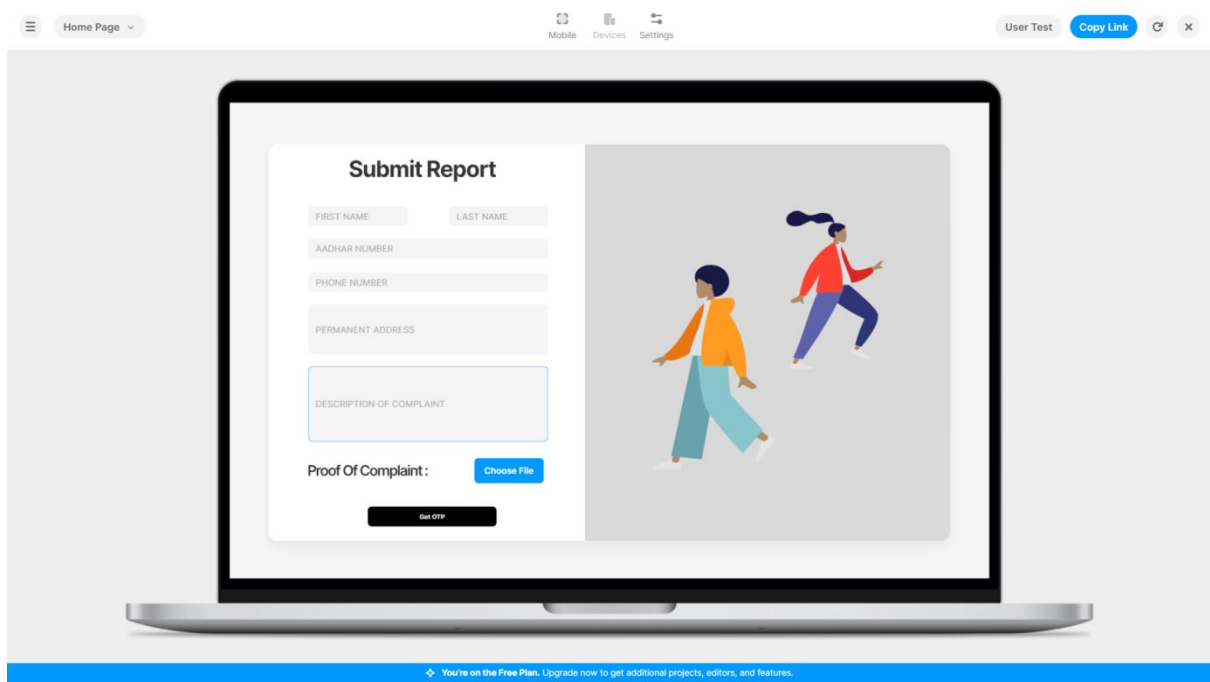 Home Page
Mobile Devices Settings
User Test Copy Link
Submit Report
FIRST NAME LAST NAME
AADHAR NUMBER
PHONE NUMBER
PERMANENT ADDRESS
DESCRIPTION OF COMPLAINT
Proof Of Complaint : Choose File
Get OTP
You're on the Free Plan. Upgrade now to get additional projects, editors, and features.